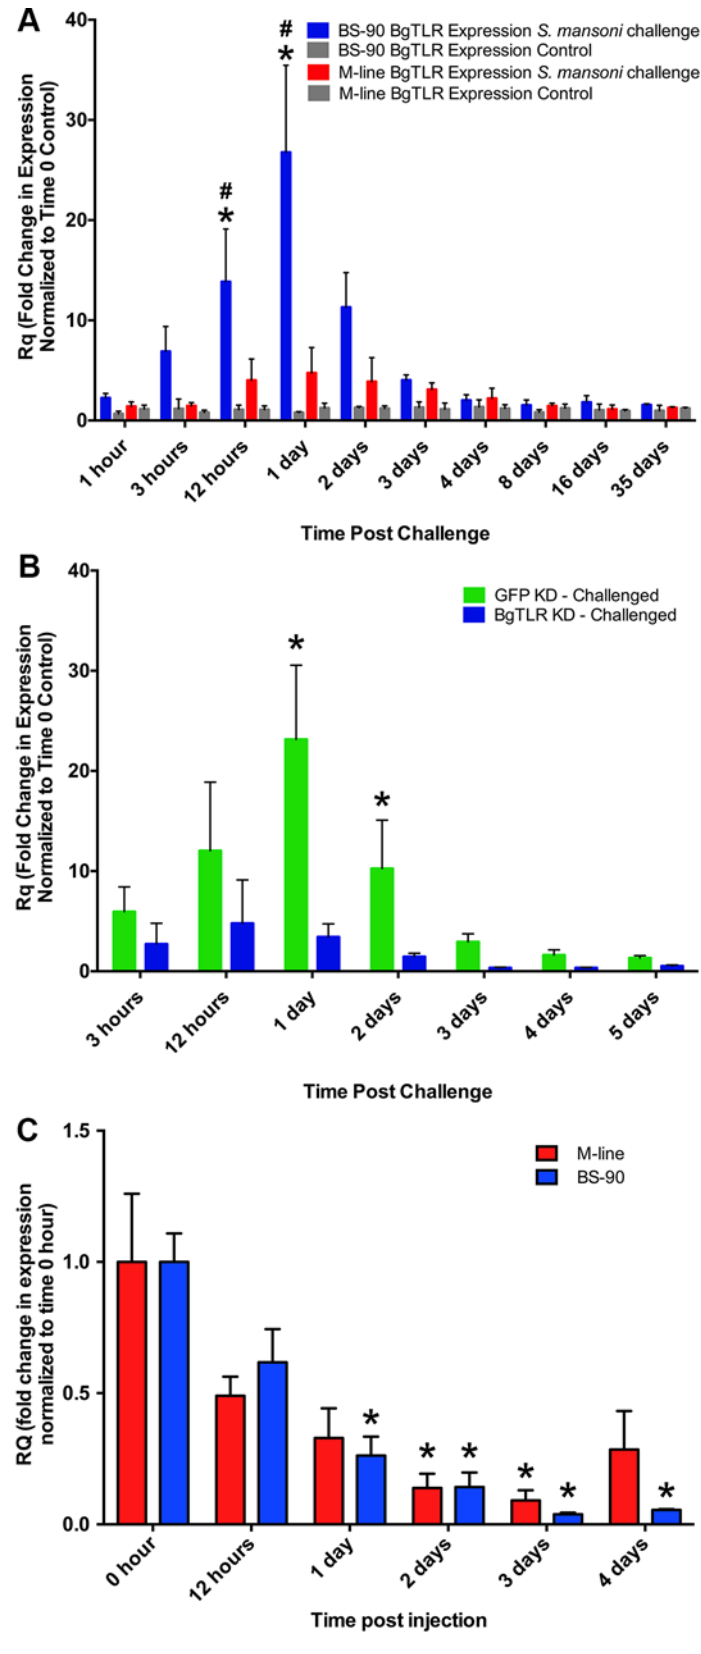 A
Rq (Fold Change in Expression
Normalized to Time 0 Control)
40
30
20
10
0
BS-90 BgTLR Expression S. mansoni challenge
BS-90 BgTLR Expression Control
M-line BgTLR Expression S. mansoni challenge
M-line BgTLR Expression Control
#
*
#
*
1 hour
3 hours
12 hours
1 day
2 days
3 days
4 days
8 days
16 days
35 days
Time Post Challenge
B
Rq (Fold Change in Expression
Normalized to Time 0 Control)
40
30
20
10
0
GFP KD - Challenged
BgTLR KD - Challenged
*
*
3 hours
12 hours
1 day
2 days
3 days
4 days
5 days
Time Post Challenge
C
RQ (fold change in expression
normalized to time 0 hour)
1.5
1.0
0.5
0.0
M-line
BS-90
*
* *
* *
*
0 hour
12 hours
1 day
2 days
3 days
4 days
Time post injection